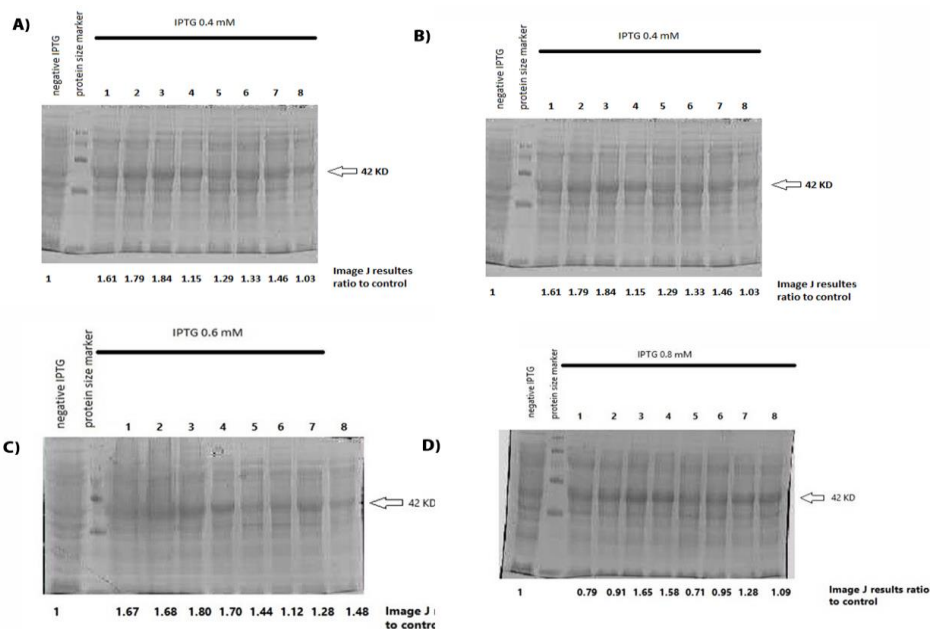 A)
IPTG 0.4 mM
negative IPTG
protein size marker
1 2 3 4 5 6 7 8
42 KD
1 1.61 1.79 1.84 1.15 1.29 1.33 1.46 1.03
Image J resultes
ratio to control
B)
IPTG 0.4 mM
negative IPTG
protein size marker
1 2 3 4 5 6 7 8
42 KD
1 1.61 1.79 1.84 1.15 1.29 1.33 1.46 1.03
Image J resultes
ratio to control
C)
IPTG 0.6 mM
negative IPTG
protein size marker
1 2 3 4 5 6 7 8
42 KD
1 1.67 1.68 1.80 1.70 1.44 1.12 1.28 1.48
Image J
to contro
D)
IPTG 0.8 mM
negative IPTG
protein size marker
1 2 3 4 5 6 7 8
42 KD
1 0.79 0.91 1.65 1.58 0.71 0.95 1.28 1.09
Image J results ratio
to control